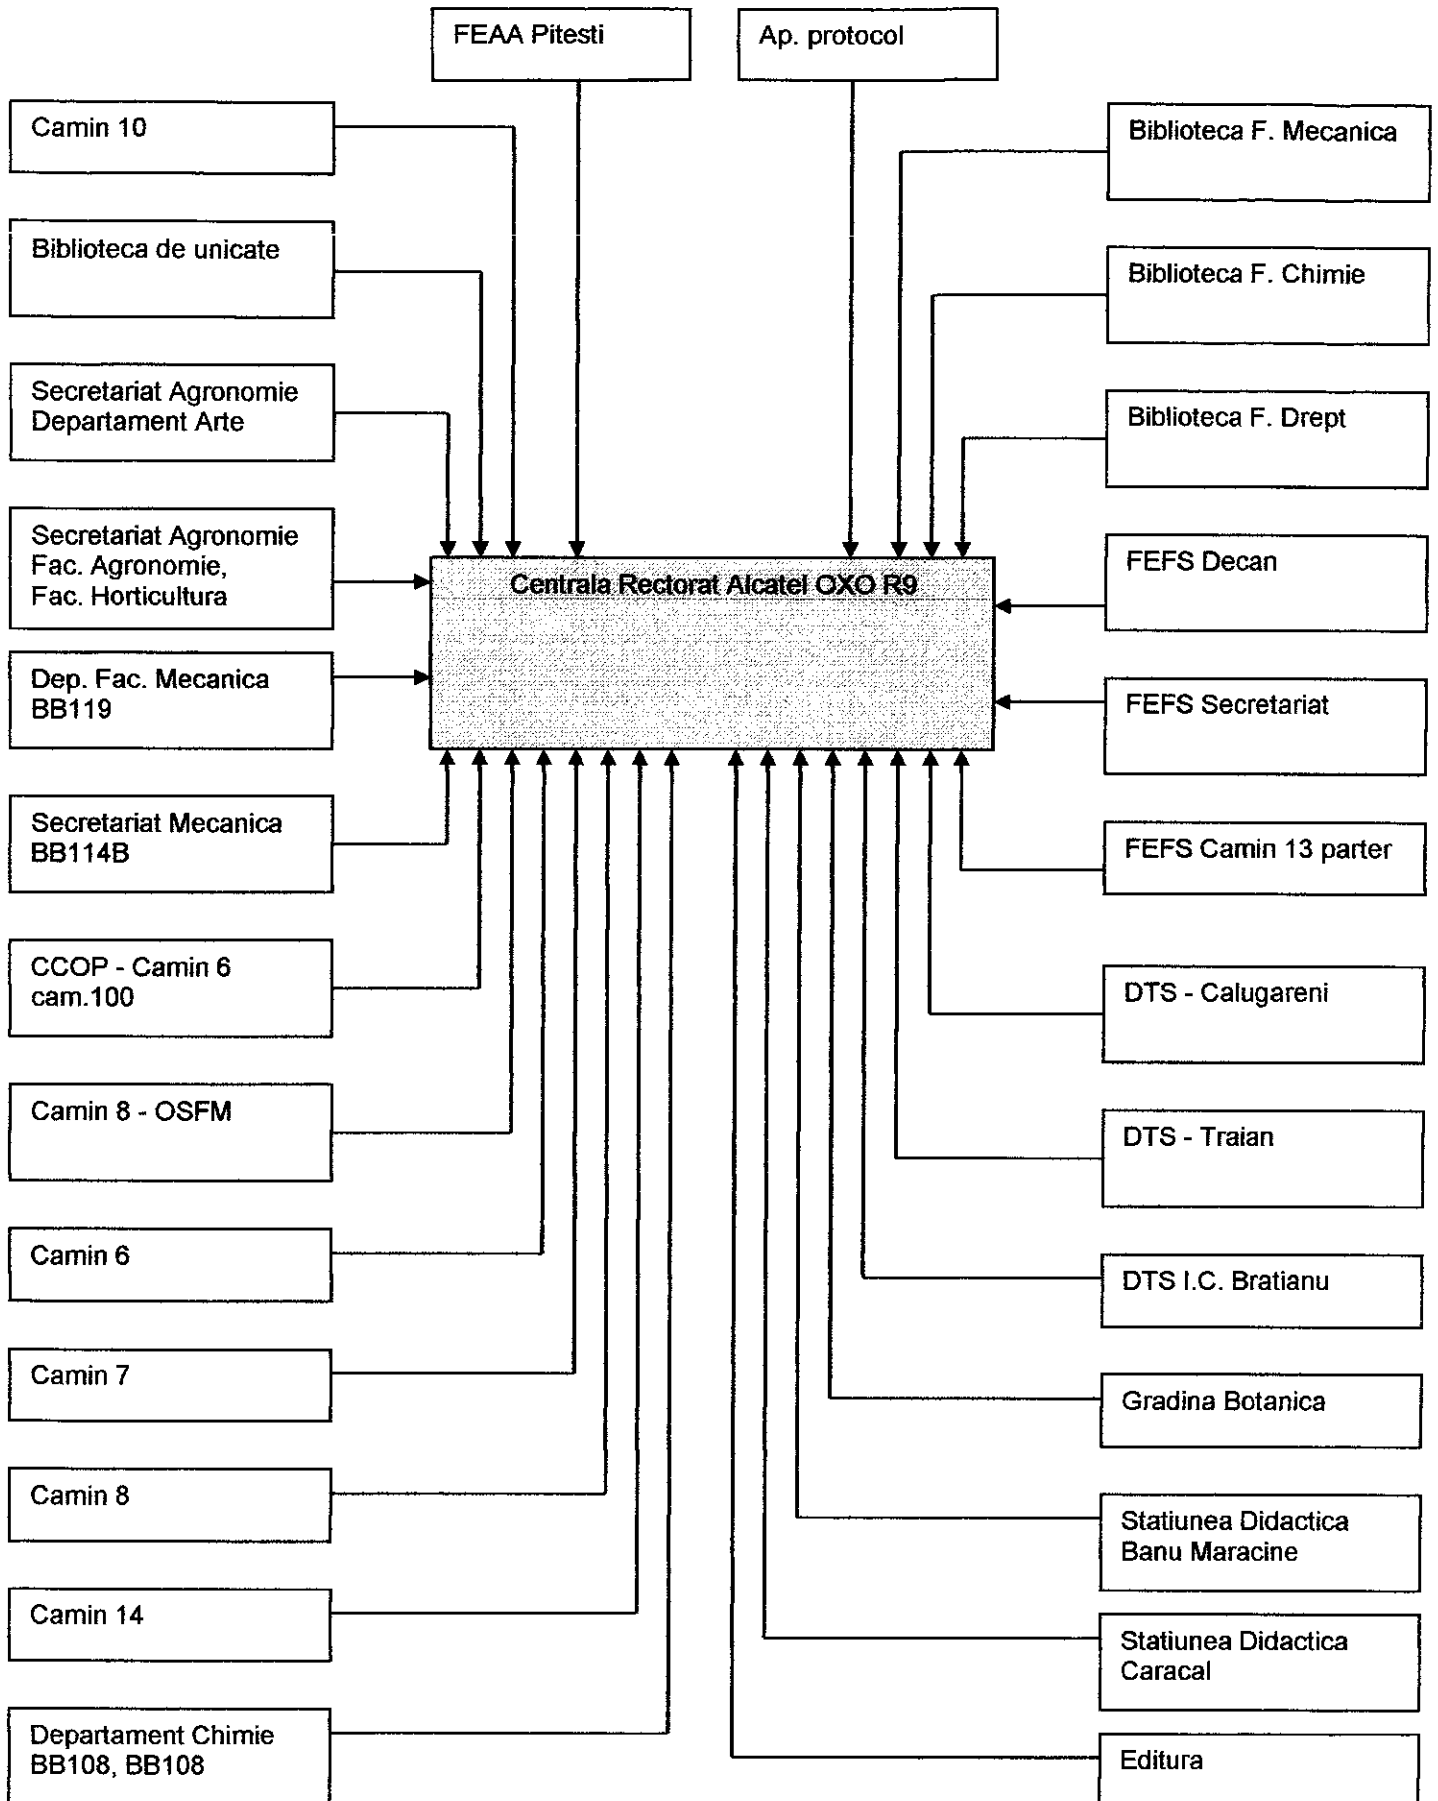 FEAA Pitesti
Ap. protocol
Camin 10
Biblioteca de unicate
Secretariat Agronomie
Departament Arte
Secretariat Agronomie
Fac. Agronomie,
Fac. Horticultura
Dep. Fac. Mecanica
BB119
Secretariat Mecanica
BB114B
CCOP - Camin 6
cam.100
Camin 8 - OSFM
Camin 6
Camin 7
Camin 8
Camin 14
Departament Chimie
BB108, BB108
Centrala Rectorat Alcatel OXO R9
Biblioteca F. Mecanica
Biblioteca F. Chimie
Biblioteca F. Drept
FEFS Decan
FEFS Secretariat
FEFS Camin 13 parter
DTS - Calugareni
DTS - Traian
DTS I.C. Bratianu
Gradina Botanica
Statiunea Didactica
Banu Maracine
Statiunea Didactica
Caracal
Editura